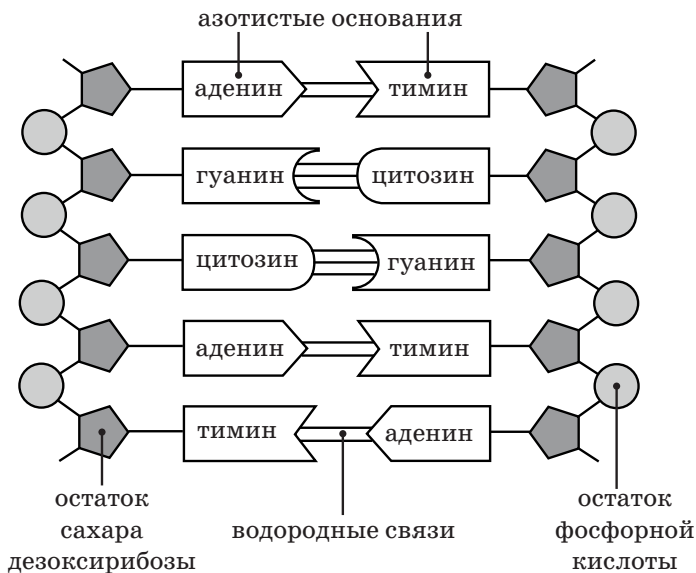 азотистые основания
аденин тимин
гуанин цитозин
цитозин гуанин
аденин тимин
тимин аденин
остаток
сахара
дезоксирибозы
водородные связи
остаток
фосфорной
кислоты